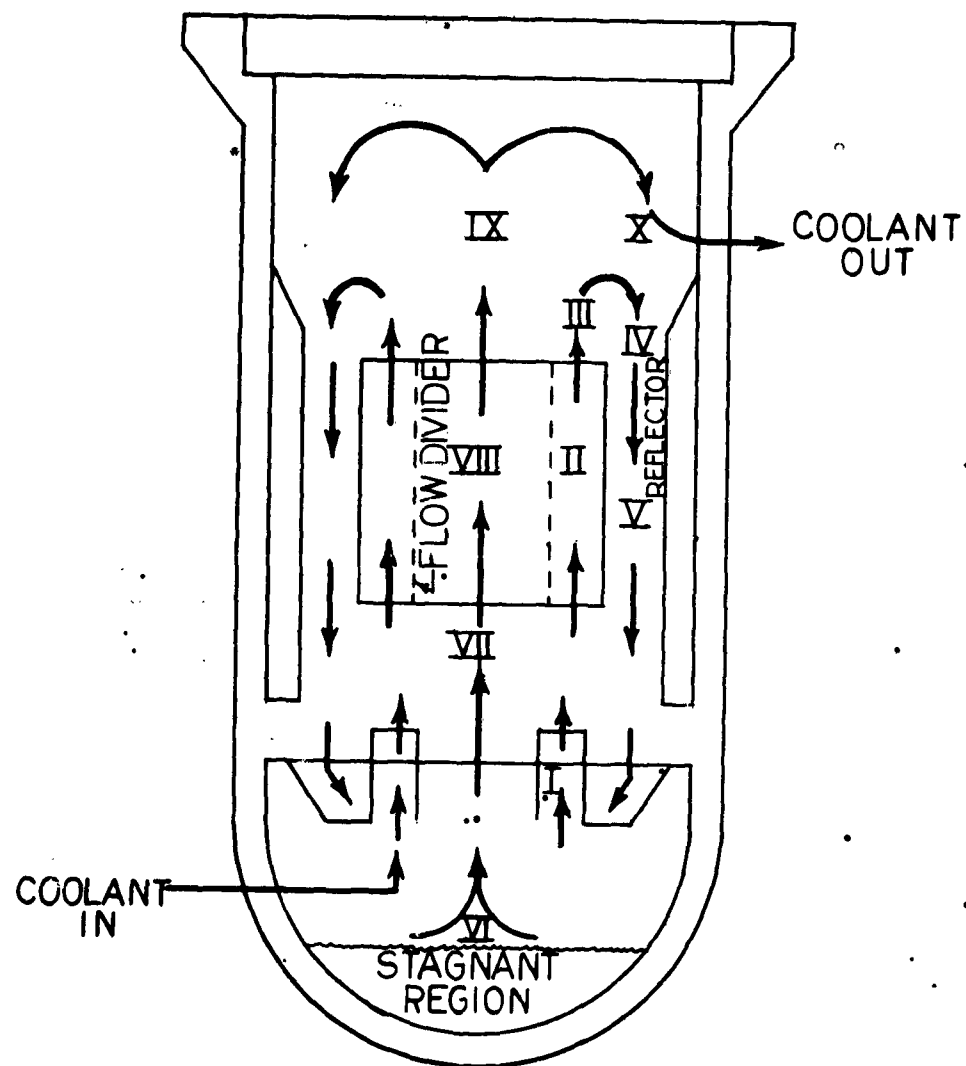 IX
X
COOLANT
OUT
III
IV
FLOW DIVIDER
REFLECTOR
VIII
II
V
VII
I
COOLANT
IN
VI
STAGNANT
REGION